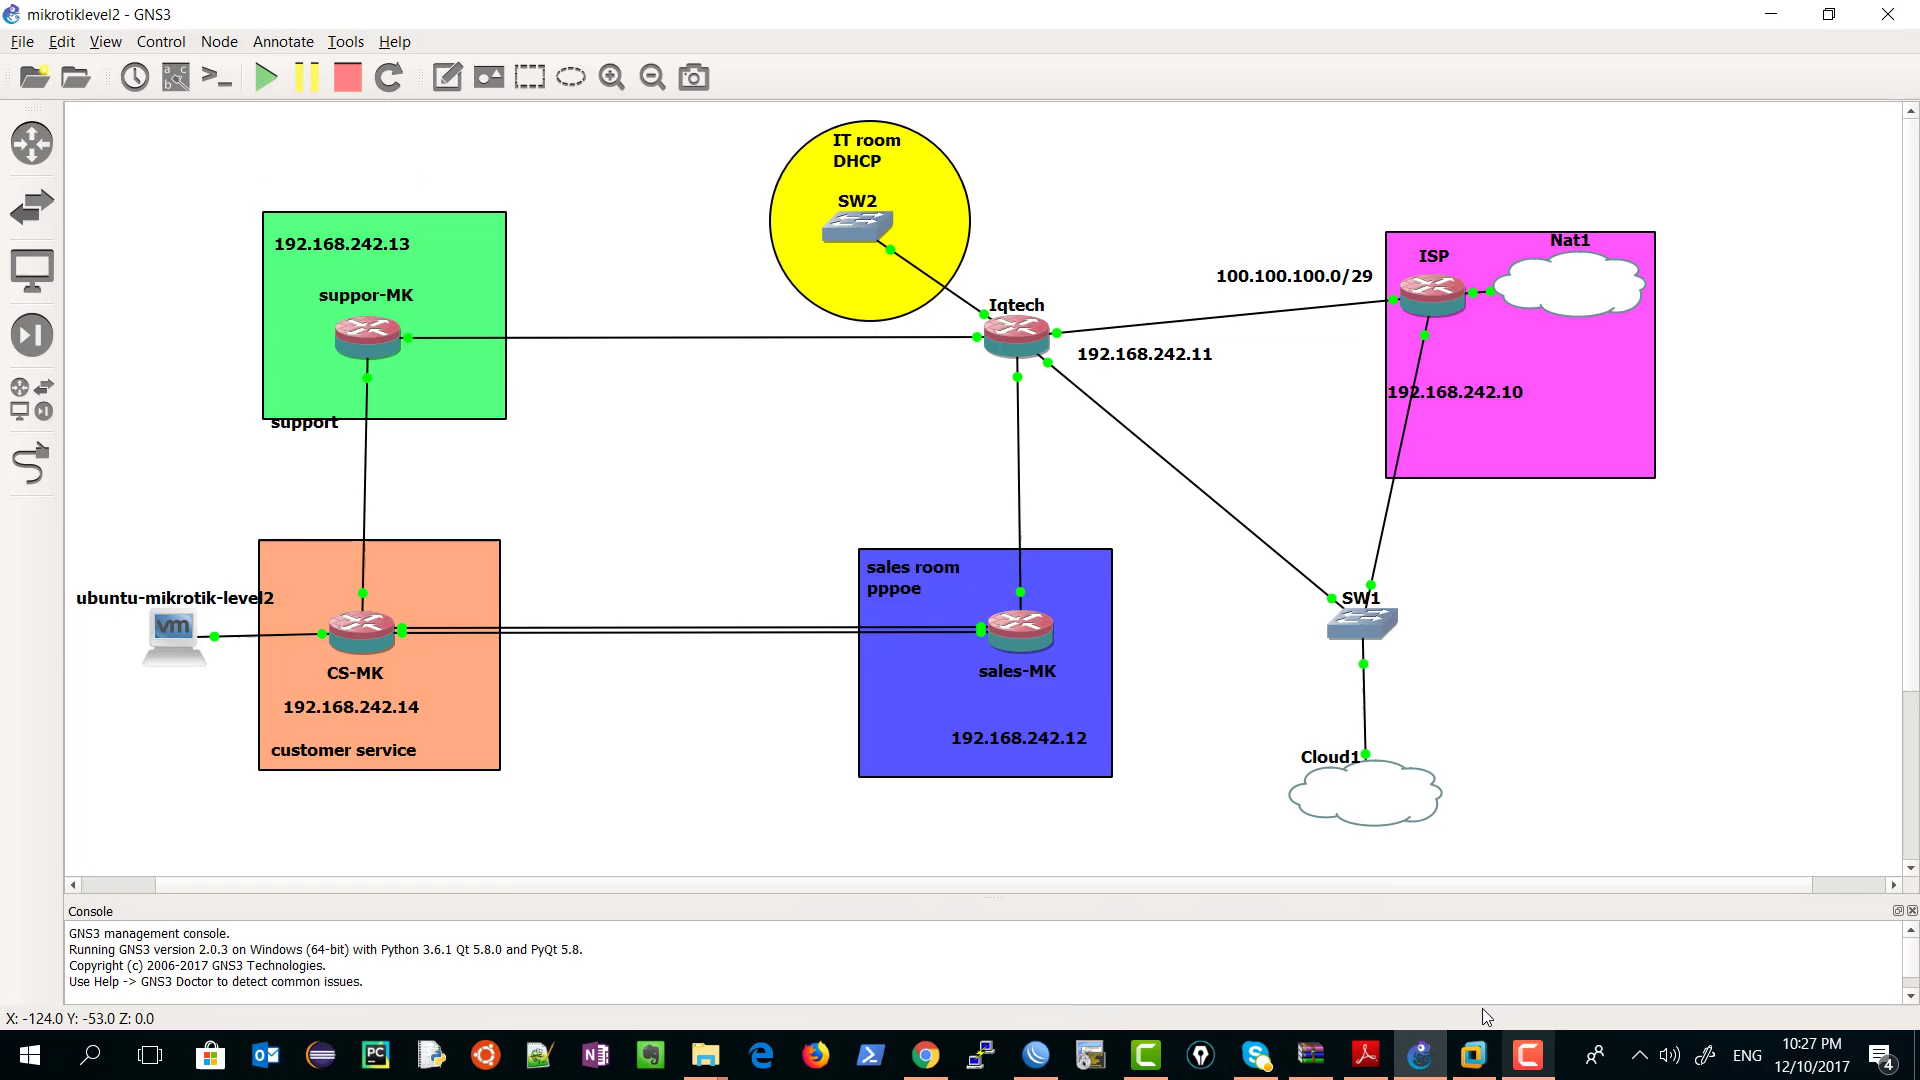 mikrotiklevel2 - GNS3
File Edit View Control Node Annotate Tools Help
IT room
DHCP
SW2
192.168.242.13
suppor-MK
support
Iqtech
192.168.242.11
100.100.100.0/29
ISP
Nat1
192.168.242.10
ubuntu-mikrotik-level2
vm
CS-MK
192.168.242.14
customer service
sales room
pppoe
sales-MK
192.168.242.12
SW1
Cloud1
Console
GNS3 management console.
Running GNS3 version 2.0.3 on Windows (64-bit) with Python 3.6.1 Qt 5.8.0 and PyQt 5.8.
Copyright (c) 2006-2017 GNS3 Technologies.
Use Help -> GNS3 Doctor to detect common issues.
X: -124.0 Y: -53.0 Z: 0.0
ENG
10:27 PM
12/10/2017
4